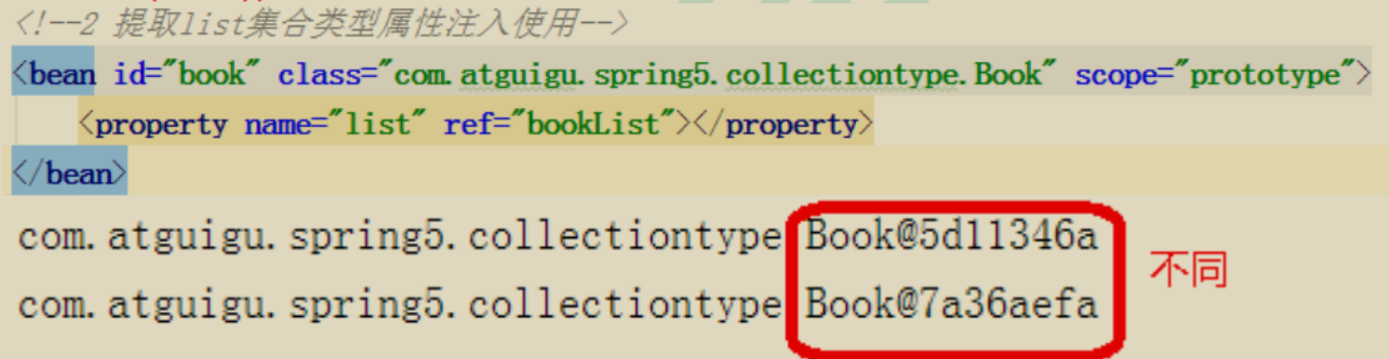 <!--2 提取list集合类型属性注入使用-->
<bean id="book" class="com.atguigu.spring5.collectiontype.Book" scope="prototype">
<property name="list" ref="bookList"></property>
</bean>
com.atguigu.spring5.collectiontype Book@5d11346a
不同
com.atguigu.spring5.collectiontype Book@7a36aefa